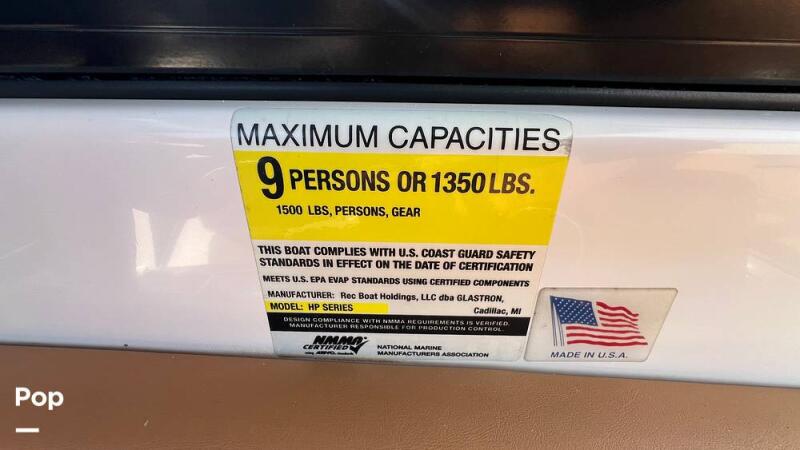 MAXIMUM CAPACITIES
9 PERSONS OR 1350 LBS.
1500 LBS, PERSONS, GEAR
THIS BOAT COMPLIES WITH U.S. COAST GUARD SAFETY
STANDARDS IN EFFECT ON THE DATE OF CERTIFICATION
MEETS U.S. EPA EVAP STANDARDS USING CERTIFIED COMPONENTS
MANUFACTURER: Rec Boat Holdings, LLC dba GLASTRON,
MODEL: HP SERIES Cadillac, MI
DESIGN COMPLIANCE WITH NMMA REQUIREMENTS IS VERIFIED.
MANUFACTURER RESPONSIBLE FOR PRODUCTION CONTROL.
NMMA
CERTIFIED
NATIONAL MARINE
MANUFACTURERS ASSOCIATION
MADE IN U.S.A.
Pop